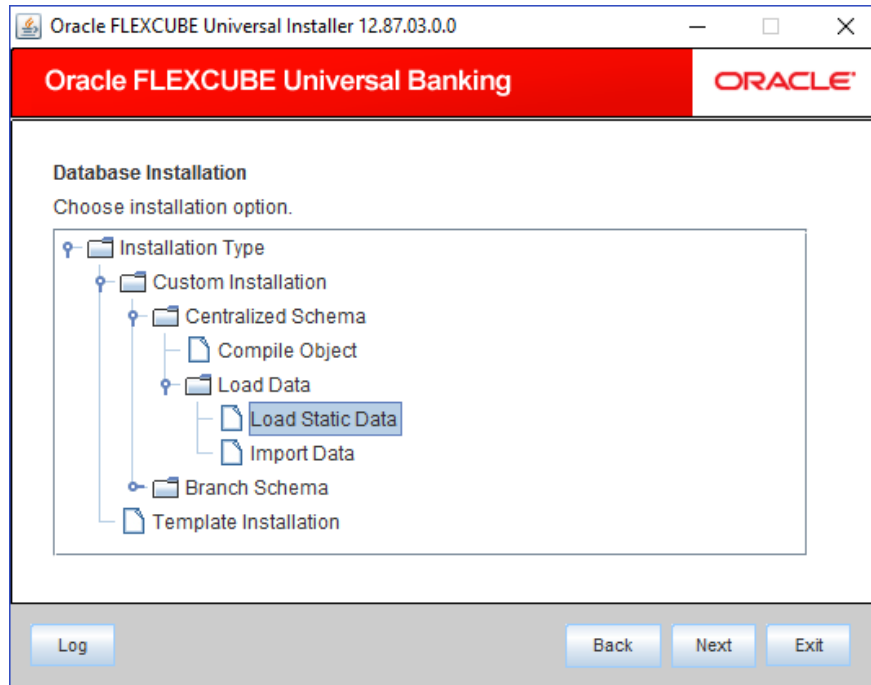 Oracle FLEXCUBE Universal Installer 12.87.03.0.0
Oracle FLEXCUBE Universal Banking
ORACLE
Database Installation
Choose installation option.
Installation Type
Custom Installation
Centralized Schema
Compile Object
Load Data
Load Static Data
Import Data
Branch Schema
Template Installation
Log Back Next Exit